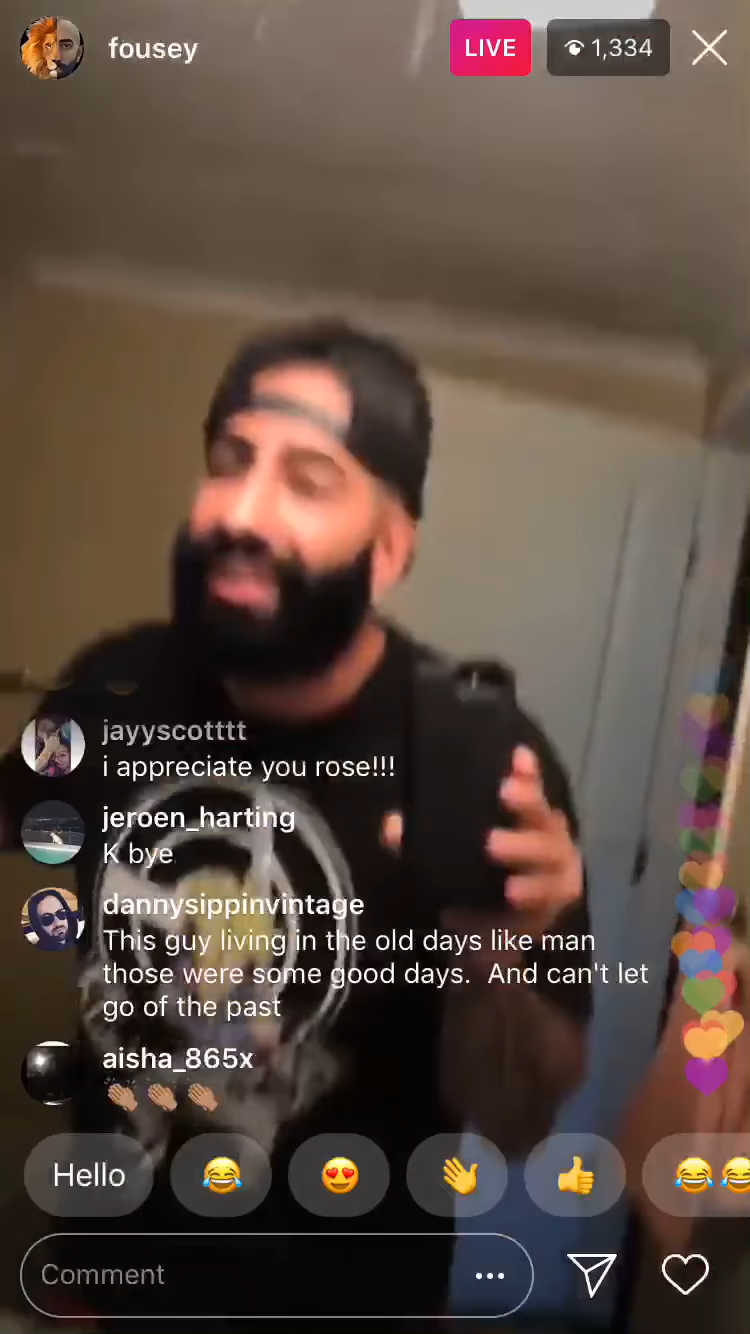 fousey
LIVE
1,334
jayyscotttt
i appreciate you rose!!!
jeroen_harting
K bye
dannysippinvintage
This guy living in the old days like man
those were some good days.  And can't let
go of the past
aisha_865x
👏🏽👏🏽👏🏽
Hello
😂
😍
👋
👍
😂😂
Comment